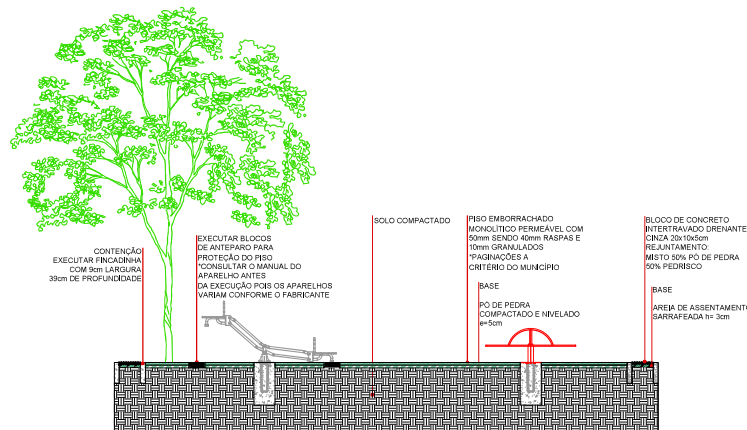 CONTENÇÃO
EXECUTAR FINCADINHA
COM 9cm LARGURA
39cm DE PROFUNDIDADE
EXECUTAR BLOCOS
DE ANTEPARO PARA
PROTEÇÃO DO PISO
*CONSULTAR O MANUAL DO
APARELHO ANTES
DA EXECUÇÃO POIS OS APARELHOS
VARIAM CONFORME O FABRICANTE
SOLO COMPACTADO
PISO EMBORRACHADO
MONOLÍTICO PERMEÁVEL COM
50mm SENDO 40mm RASPAS E
10mm GRANULADOS
*PAGINAÇÕES A
CRITÉRIO DO MUNICÍPIO
BASE
PÓ DE PEDRA
COMPACTADO E NIVELADO
e=5cm
BLOCO DE CONCRETO
INTERTRAVADO DRENANTE
CINZA 20x10x5cm
REJUNTAMENTO:
MISTO 50% PÓ DE PEDRA
50% PEDRISCO
BASE
AREIA DE ASSENTAMENTO
SARRAFEADA h= 3cm